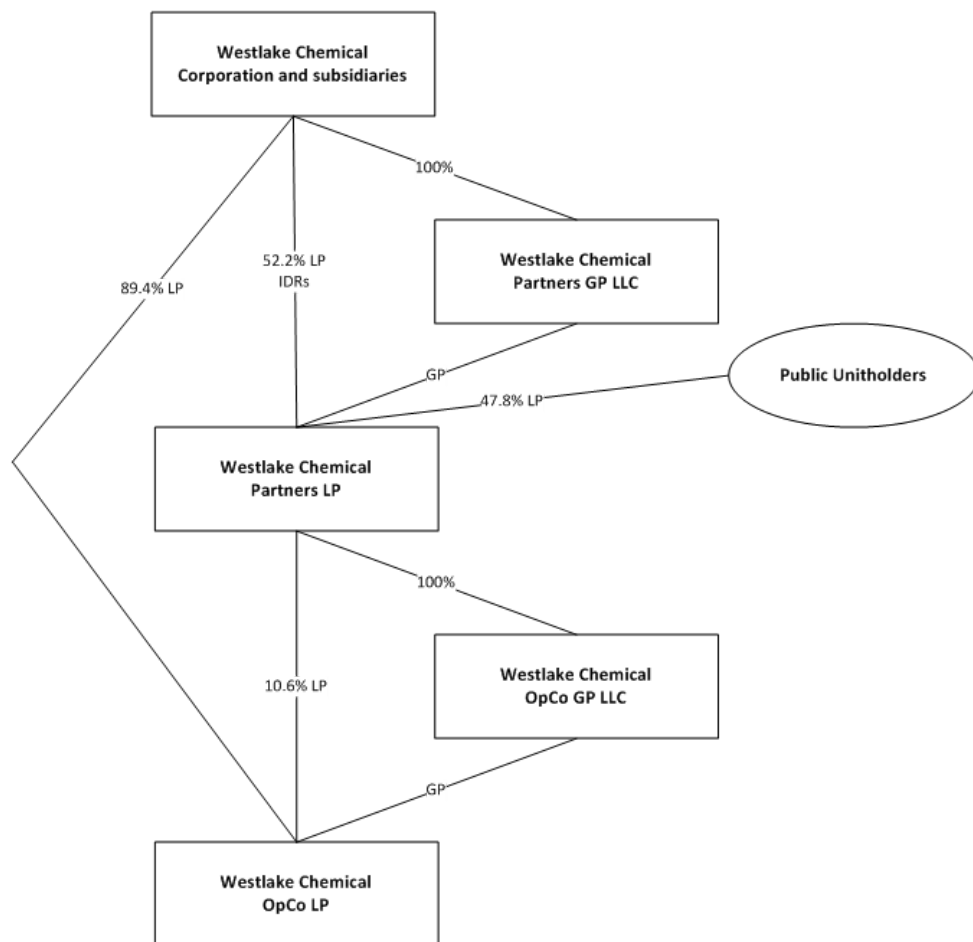 Westlake Chemical
Corporation and subsidiaries
100%
Westlake Chemical
Partners GP LLC
52.2% LP
IDRs
89.4% LP
GP
Public Unitholders
47.8% LP
Westlake Chemical
Partners LP
100%
Westlake Chemical
OpCo GP LLC
10.6% LP
GP
Westlake Chemical
OpCo LP